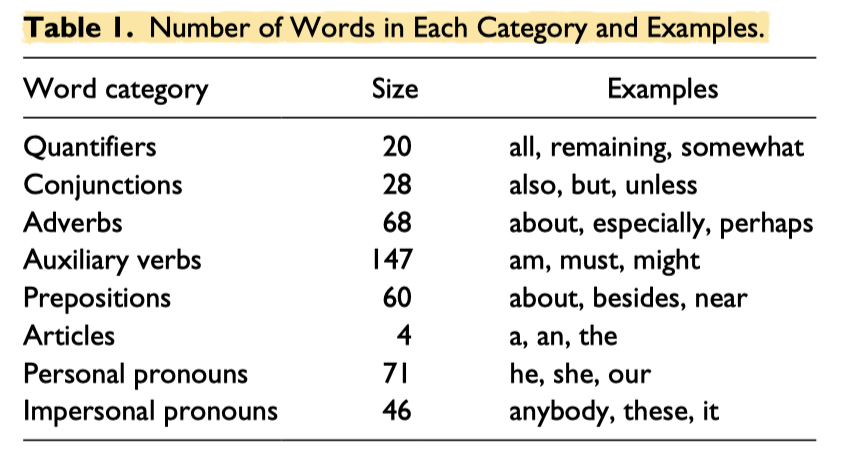 Table 1. Number of Words in Each Category and Examples.
Word category Size Examples
Quantifiers 20 all, remaining, somewhat
Conjunctions 28 also, but, unless
Adverbs 68 about, especially, perhaps
Auxiliary verbs 147 am, must, might
Prepositions 60 about, besides, near
Articles 4 a, an, the
Personal pronouns 71 he, she, our
Impersonal pronouns 46 anybody, these, it